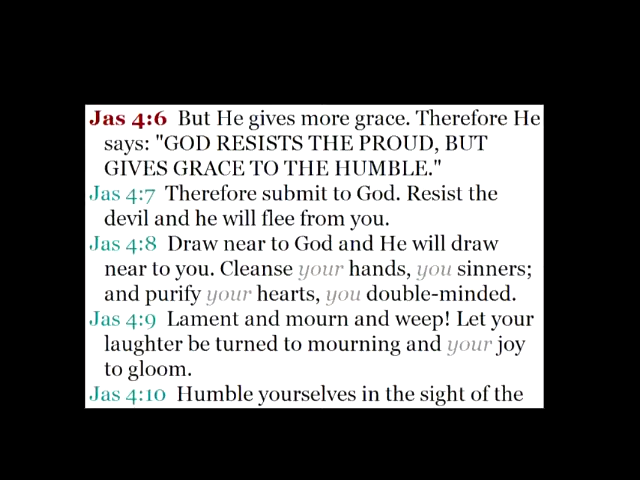 Jas 4:6 But He gives more grace. Therefore He
says: "GOD RESISTS THE PROUD, BUT
GIVES GRACE TO THE HUMBLE."
Jas 4:7 Therefore submit to God. Resist the
devil and he will flee from you.
Jas 4:8 Draw near to God and He will draw
near to you. Cleanse your hands, you sinners;
and purify your hearts, you double-minded.
Jas 4:9 Lament and mourn and weep! Let your
laughter be turned to mourning and your joy
to gloom.
Jas 4:10 Humble yourselves in the sight of the